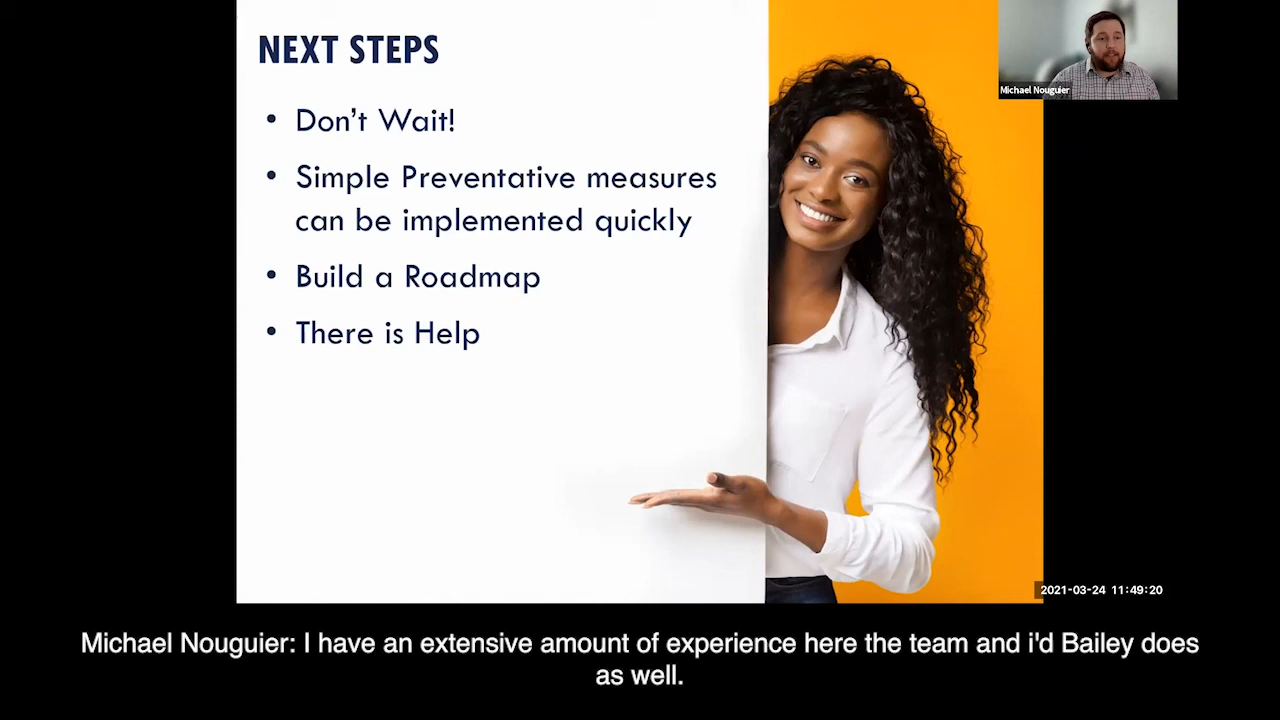 NEXT STEPS
• Don't Wait!
• Simple Preventative measures
can be implemented quickly
• Build a Roadmap
• There is Help
Michael Nouguier
2021-03-24 11:49:20
Michael Nouguier: I have an extensive amount of experience here the team and i'd Bailey does
as well.